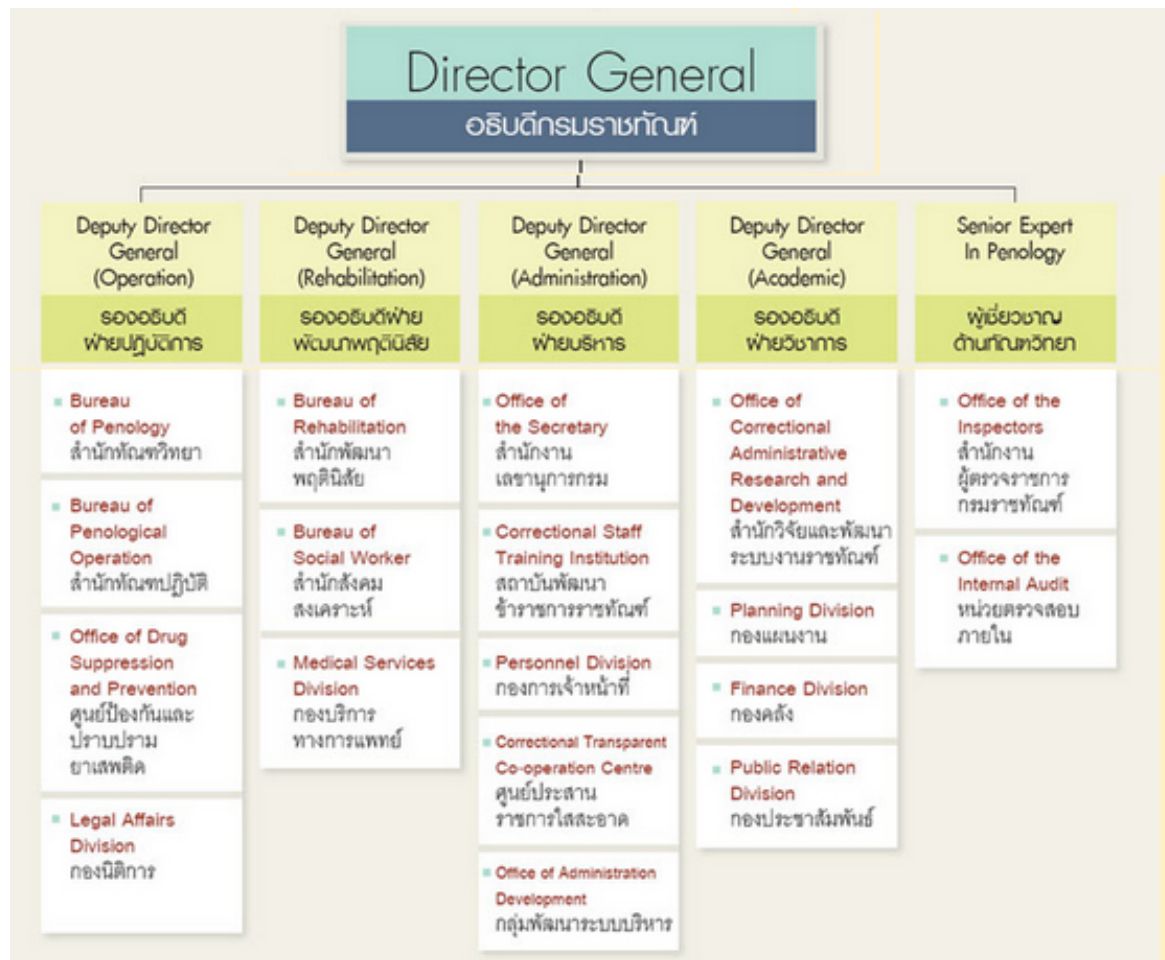 Director General
อธิบดีกรมราชทัณฑ์
Deputy Director
General
(Operation)
รองอธิบดี
ฝ่ายปฏิบัติการ
Bureau
of Penology
สำนักทัณฑวิทยา
Bureau of
Penological
Operation
สำนักทัณฑปฏิบัติ
Office of Drug
Suppression
and Prevention
ศูนย์ป้องกันและ
ปราบปราม
ยาเสพติด
Legal Affairs
Division
กองนิติการ
Deputy Director
General
(Rehabilitation)
รองอธิบดีฝ่าย
พัฒนาพฤตินิสัย
Bureau of
Rehabilitation
สำนักพัฒนา
พฤตินิสัย
Bureau of
Social Worker
สำนักสังคม
สงเคราะห์
Medical Services
Division
กองบริการ
ทางการแพทย์
Deputy Director
General
(Administration)
รองอธิบดี
ฝ่ายบริหาร
Office of
the Secretary
สำนักงาน
เลขานุการกรม
Correctional Staff
Training Institution
สถาบันพัฒนา
ข้าราชการราชทัณฑ์
Personnel Division
กองการเจ้าหน้าที่
Correctional Transparent
Co-operation Centre
ศูนย์ประสาน
ราชการใสสะอาด
Office of Administration
Development
กลุ่มพัฒนาระบบบริหาร
Deputy Director
General
(Academic)
รองอธิบดี
ฝ่ายวิชาการ
Office of
Correctional
Administrative
Research and
Development
สำนักวิจัยและพัฒนา
ระบบงานราชทัณฑ์
Planning Division
กองแผนงาน
Finance Division
กองคลัง
Public Relation
Division
กองประชาสัมพันธ์
Senior Expert
In Penology
ผู้เชี่ยวชาญ
ด้านทัณฑวิทยา
Office of the
Inspectors
สำนักงาน
ผู้ตรวจราชการ
กรมราชทัณฑ์
Office of the
Internal Audit
หน่วยตรวจสอบ
ภายใน